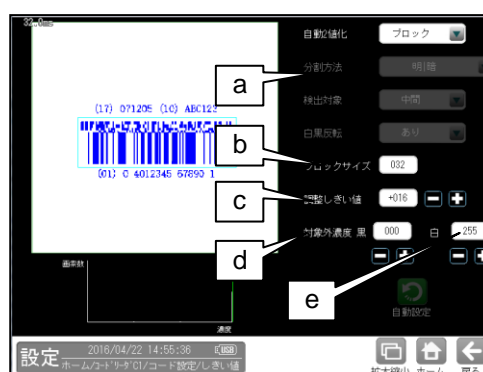 32.0ms
自動2値化 ブロック
a
分割方法 明|暗
検出対象 中間
白黒反転 あり
b
ブロックサイズ 032
c
調整しきい値 +016
d
対象外濃度 黒 000 白 255
e
自動設定
(17) 071205 (10) ABC123
(01) 0 4012345 67890 1
画素数
濃度
設定
2016/04/22 14:55:36 USB
ホーム/コードリーダC1/コード設定/しきい値
拡大縮小 ホーム 戻る